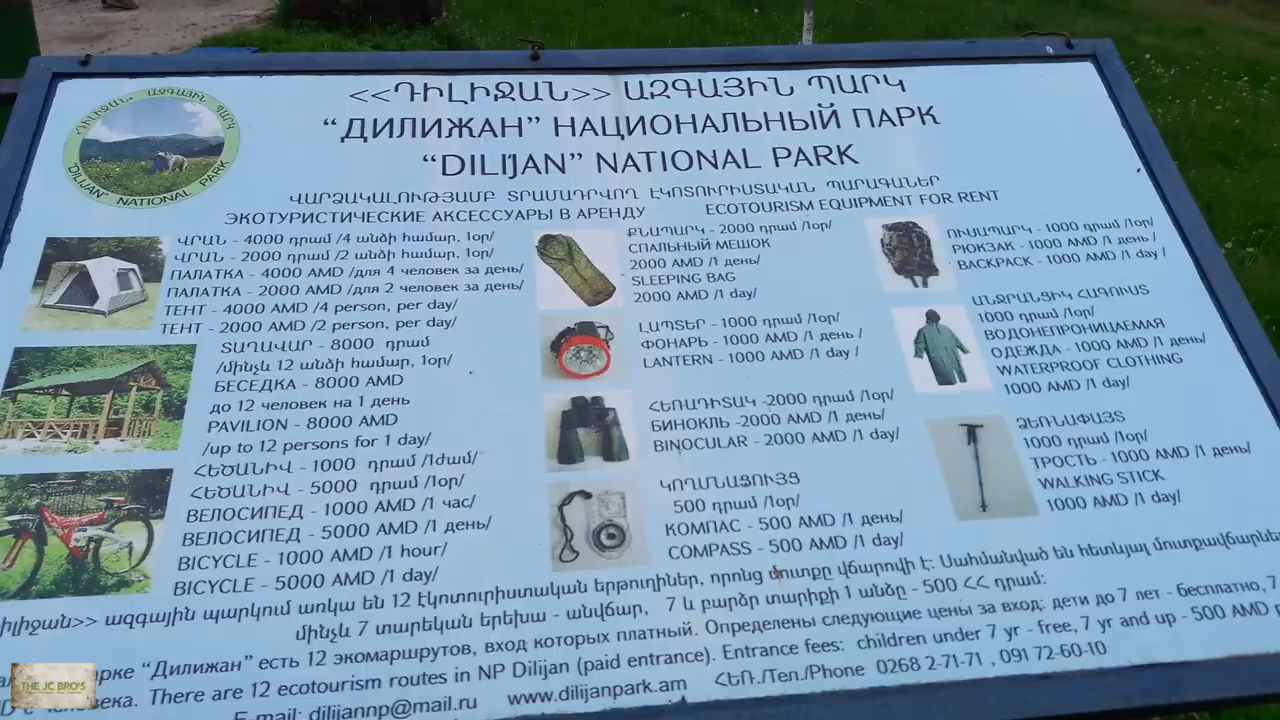 <<ԴԻԼԻՋԱՆ>> ԱԶԳԱՅԻՆ ՊԱՐԿ
“ДИЛИЖАН” НАЦИОНАЛЬНЫЙ ПАРК
“DILIJAN” NATIONAL PARK
<<ԴԻԼԻՋԱՆ>> ԱԶԳԱՅԻՆ ՊԱՐԿ
“DILIJAN” NATIONAL PARK
ՎԱՐՁԱԿԱԼՈՒԹՅԱՄԲ ՏՐԱՄԱԴՐՎՈՂ ԷԿՈՏՈՒՐԻՍՏԱԿԱՆ ՊԱՐԱԳԱՆԵՐ
ЭКОТУРИСТИЧЕСКИЕ АКСЕССУАРЫ В АРЕНДУ
ECOTOURISM EQUIPMENT FOR RENT
ՎՐԱՆ - 4000 դրամ /4 անձի համար, 1օր/
ՎՐԱՆ - 2000 դրամ /2 անձի համար, 1օր/
ПАЛАТКА - 4000 AMD /для 4 человек за день/
ПАЛАТКА - 2000 AMD /для 2 человек за день/
ТЕНТ - 4000 AMD /4 person, per day/
ТЕНТ - 2000 AMD /2 person, per day/
ՏԱՂԱՎԱՐ - 8000 դրամ
/մինչև 12 անձի համար, 1օր/
БЕСЕДКА - 8000 AMD
до 12 человек на 1 день
PAVILION - 8000 AMD
/up to 12 persons for 1 day/
ՀԵԾԱՆԻՎ - 1000 դրամ /1ժամ/
ՀԵԾԱՆԻՎ - 5000 դրամ /1օր/
ВЕЛОСИПЕД - 1000 AMD /1 час/
ВЕЛОСИПЕД - 5000 AMD /1 день/
BICYCLE - 1000 AMD /1 hour/
BICYCLE - 5000 AMD /1 day/
ՔՆԱՊԱՐԿ - 2000 դրամ /1օր/
СПАЛЬНЫЙ МЕШОК
2000 AMD /1 день/
SLEEPING BAG
2000 AMD /1 day/
ԼԱՊՏԵՐ - 1000 դրամ /1օր/
ФОНАРЬ - 1000 AMD /1 день /
LANTERN - 1000 AMD /1 day /
ՀԵՌԱԴԻՏԱԿ -2000 դրամ /1օր/
БИНОКЛЬ -2000 AMD /1 день/
BINOCULAR - 2000 AMD /1 day/
ԿՈՂՄՆԱՑՈՒՅՑ
500 դրամ /1օր/
КОМПАС - 500 AMD /1 день/
COMPASS - 500 AMD /1 day/
ՈՒՍԱՊԱՐԿ - 1000 դրամ /1օր/
РЮКЗАК - 1000 AMD /1 день /
BACKPACK - 1000 AMD /1 day /
ԱՆՋՐԱՆՑԻԿ ՀԱԳՈՒՍՏ
1000 դրամ /1օր/
ВОДОНЕПРОНИЦАЕМАЯ
ОДЕЖДА - 1000 AMD /1 день/
WATERPROOF CLOTHING
1000 AMD /1 day/
ՁԵՌՆԱՓԱՅՏ
1000 դրամ /1օր/
ТРОСТЬ - 1000 AMD /1 день/
WALKING STICK
1000 AMD /1 day/
ազգային պարկում առկա են 12 էկոտուրիստական երթուղիներ, որոնց մուտքը վճարովի է: Սահմանված են հետևյալ
մինչև 7 տարեկան երեխա - անվճար, 7 և բարձր տարիքի 1 անձը - 500 ՀՀ դրամ:
“Дилижан” есть 12 экомаршрутов, вход которых платный. Определены следующие цены за вход: дети до 7 лет - бесплатно, 7
There are 12 ecotourism routes in NP Dilijan (paid entrance). Entrance fees: children under 7 yr - free, 7 yr and up - 500 AMD
E-mail: dilijannp@mail.ru www.dilijanpark.am ՀԵՌ./Тел./Phone 0268 2-71-71 , 091 72-60-10
THE JC BRO'S